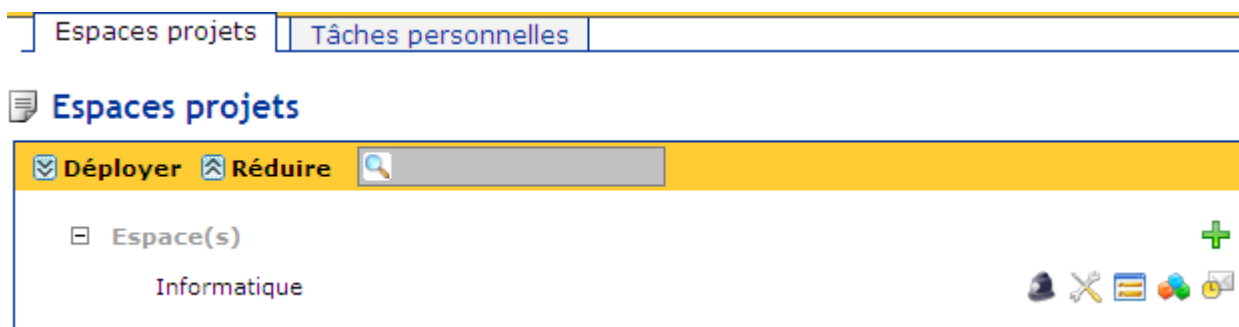 Espaces projets Tâches personnelles
Espaces projets
Déployer Réduire
Espace(s)
Informatique